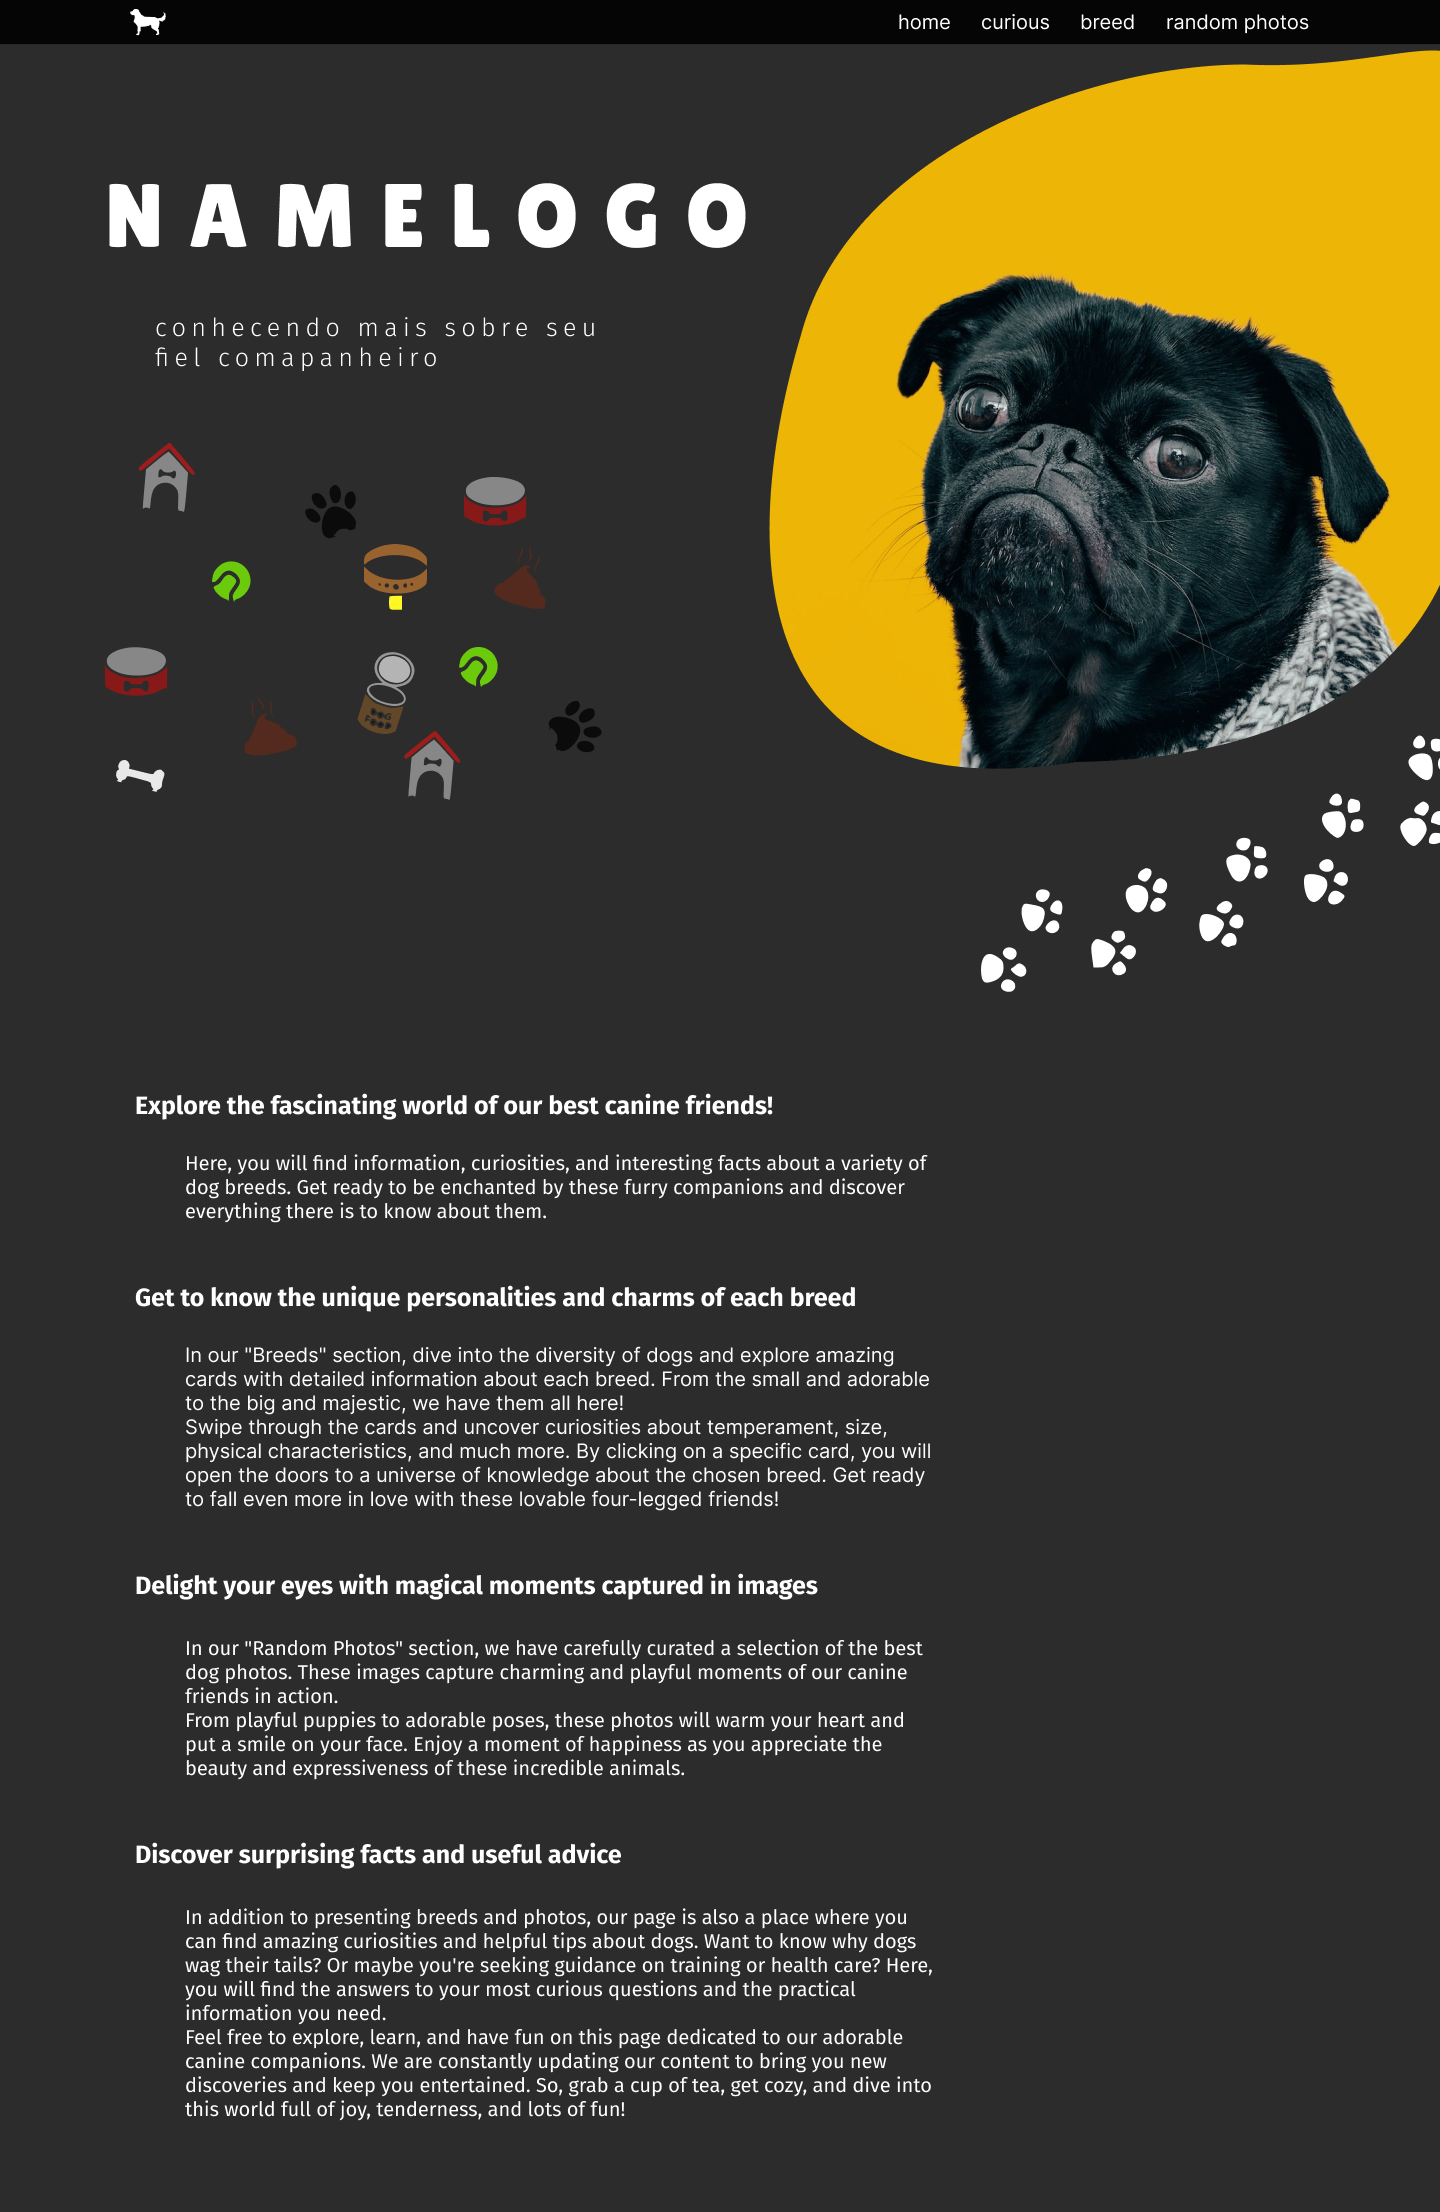 home curious breed random photos
NAMELOGO
conhecendo mais sobre seu
fiel comapanheiro
DOG
FOOD
Explore the fascinating world of our best canine friends!
Here, you will find information, curiosities, and interesting facts about a variety of
dog breeds. Get ready to be enchanted by these furry companions and discover
everything there is to know about them.
Get to know the unique personalities and charms of each breed
In our "Breeds" section, dive into the diversity of dogs and explore amazing
cards with detailed information about each breed. From the small and adorable
to the big and majestic, we have them all here!
Swipe through the cards and uncover curiosities about temperament, size,
physical characteristics, and much more. By clicking on a specific card, you will
open the doors to a universe of knowledge about the chosen breed. Get ready
to fall even more in love with these lovable four-legged friends!
Delight your eyes with magical moments captured in images
In our "Random Photos" section, we have carefully curated a selection of the best
dog photos. These images capture charming and playful moments of our canine
friends in action.
From playful puppies to adorable poses, these photos will warm your heart and
put a smile on your face. Enjoy a moment of happiness as you appreciate the
beauty and expressiveness of these incredible animals.
Discover surprising facts and useful advice
In addition to presenting breeds and photos, our page is also a place where you
can find amazing curiosities and helpful tips about dogs. Want to know why dogs
wag their tails? Or maybe you're seeking guidance on training or health care? Here,
you will find the answers to your most curious questions and the practical
information you need.
Feel free to explore, learn, and have fun on this page dedicated to our adorable
canine companions. We are constantly updating our content to bring you new
discoveries and keep you entertained. So, grab a cup of tea, get cozy, and dive into
this world full of joy, tenderness, and lots of fun!